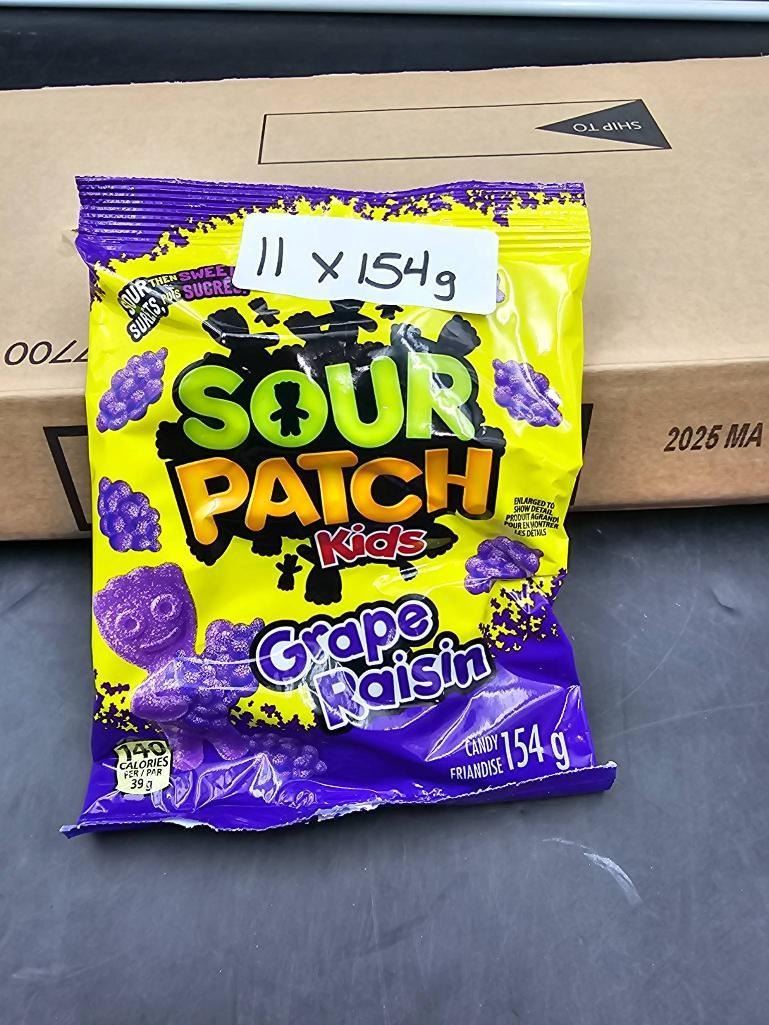 SHIP TO
11 x 154g
SOUR THEN SWEET
SURS, PUIS SUCRÉS.
007700
SOUR
PATCH
Kids
2025 MA
ENLARGED TO
SHOW DETAIL
PRODUIT AGRANDI
POUR EN MONTRER
LES DÉTAILS
Grape
Raisin
140
CALORIES
PER / PAR
39 g
CANDY
FRIANDISE
154 g